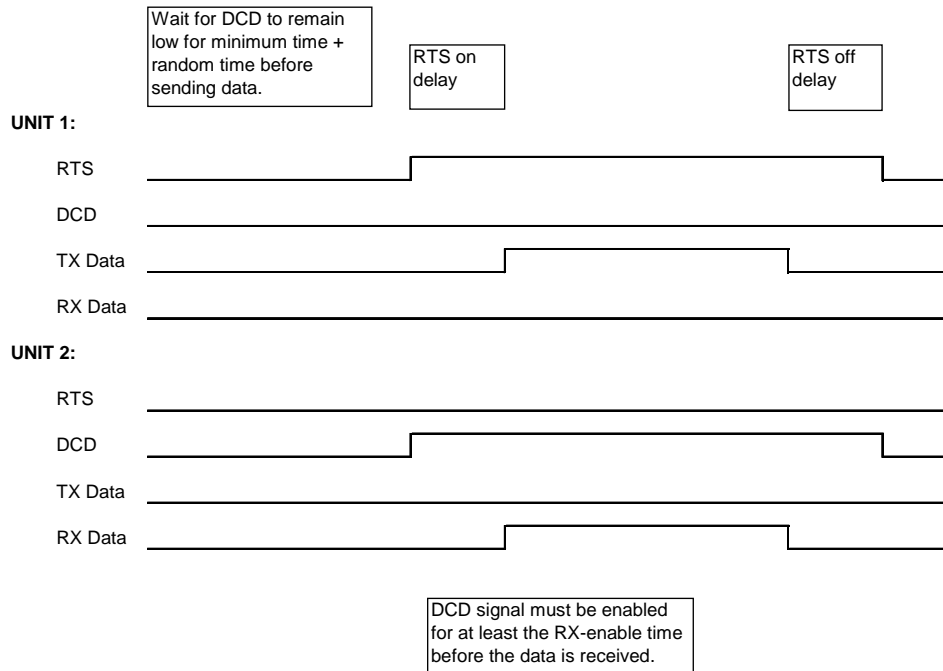 Wait for DCD to remain
low for minimum time +
random time before
sending data.
RTS on
delay
RTS off
delay
UNIT 1:
RTS
DCD
TX Data
RX Data
UNIT 2:
RTS
DCD
TX Data
RX Data
DCD signal must be enabled
for at least the RX-enable time
before the data is received.